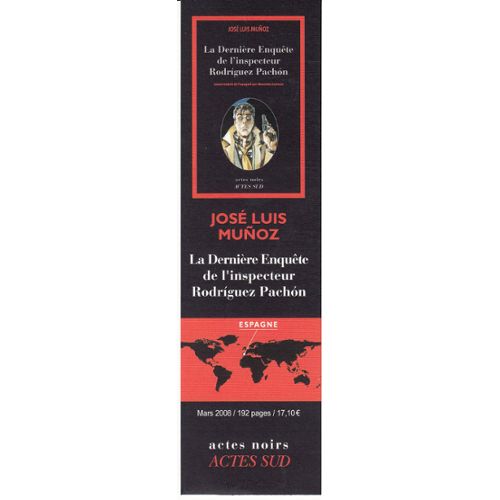 JOSÉ LUIS MUÑOZ
La Dernière Enquête
de l'inspecteur
Rodríguez Pachón
actes noirs
ACTES SUD
JOSÉ LUIS
MUÑOZ
La Dernière Enquête
de l'inspecteur
Rodríguez Pachón
ESPAGNE
Mars 2008 / 192 pages / 17,10 €
actes noirs
ACTES SUD